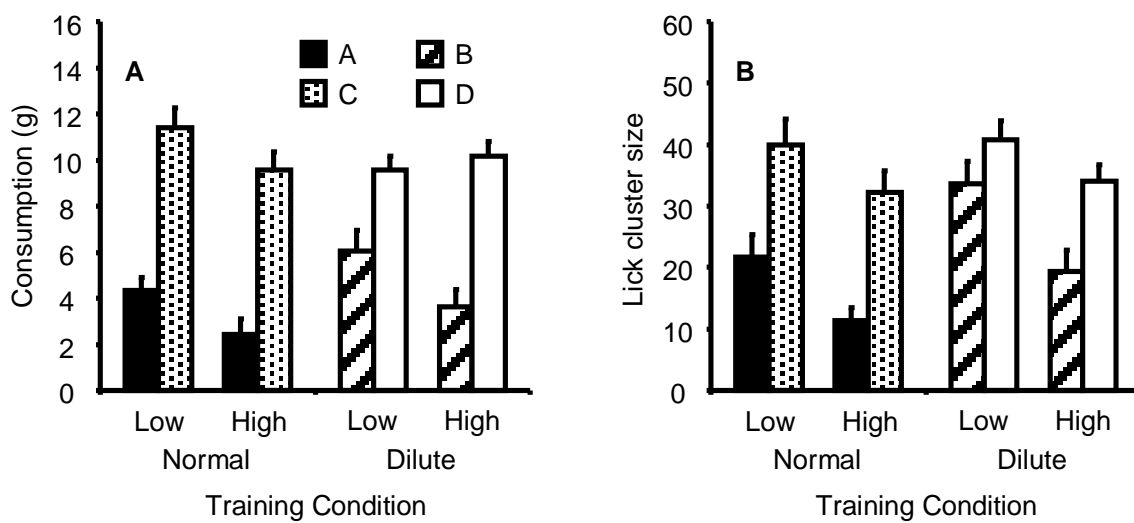 16
14
12
10
8
6
4
2
0
Consumption (g)
A
A
B
C
D
Low
High
Low
High
Normal
Dilute
Training Condition
60
50
40
30
20
10
0
Lick cluster size
B
Low
High
Low
High
Normal
Dilute
Training Condition